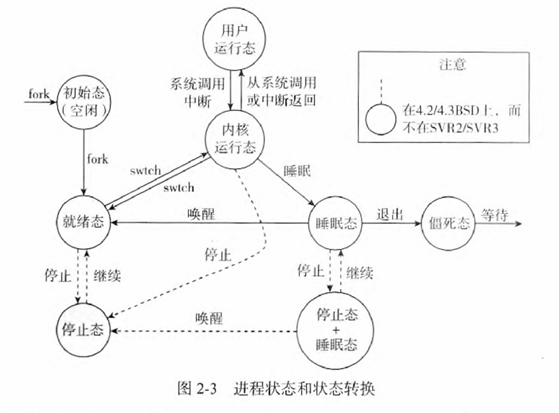 用户
运行态
注意
在4.2/4.3BSD上，而
不在SVR2/SVR3
系统调用
中断
从系统调用
或中断返回
fork
初始态
（空闲）
fork
内核
运行态
swtch
swtch
睡眠
就绪态
唤醒
睡眠态
退出
僵死态
等待
停止
停止
继续
停止
继续
停止态
唤醒
停止态
+
睡眠态
图 2-3 进程状态和状态转换